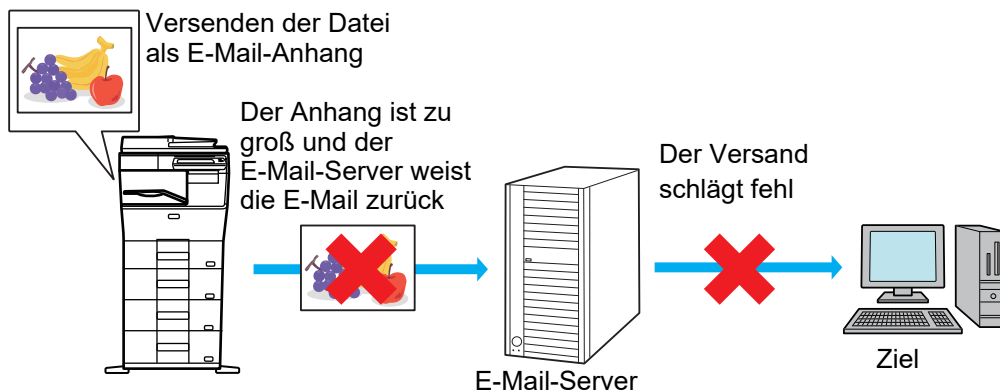 Versenden der Datei
als E-Mail-Anhang
Der Anhang ist zu
groß und der
E-Mail-Server weist
die E-Mail zurück
Der Versand
schlägt fehl
E-Mail-Server
Ziel